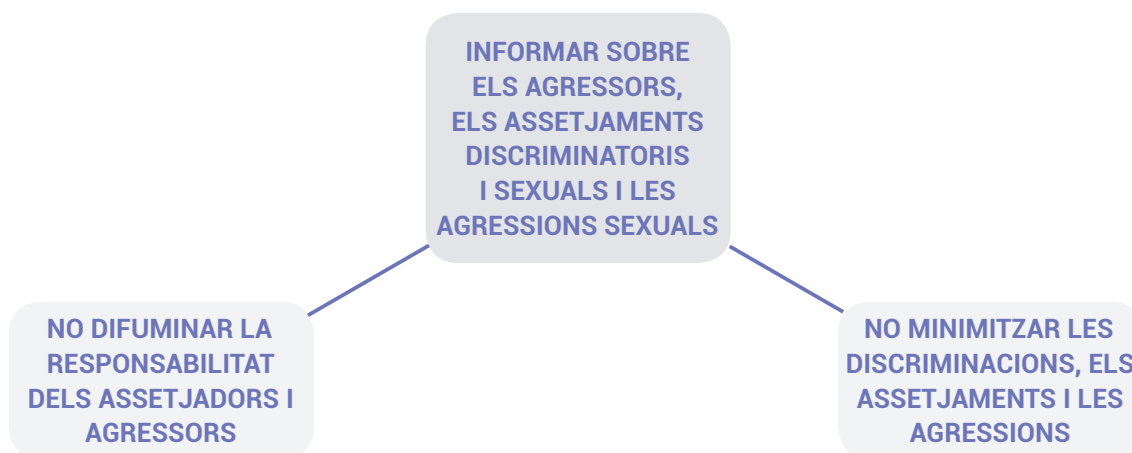 INFORMAR SOBRE
ELS AGRESSORS,
ELS ASSETJAMENTS
DISCRIMINATORIS
I SEXUALS I LES
AGRESSIONS SEXUALS
NO DIFUMINAR LA
RESPONSABILITAT
DELS ASSETJADORS I
AGRESSORS
NO MINIMITZAR LES
DISCRIMINACIONS, ELS
ASSETJAMENTS I LES
AGRESSIONS